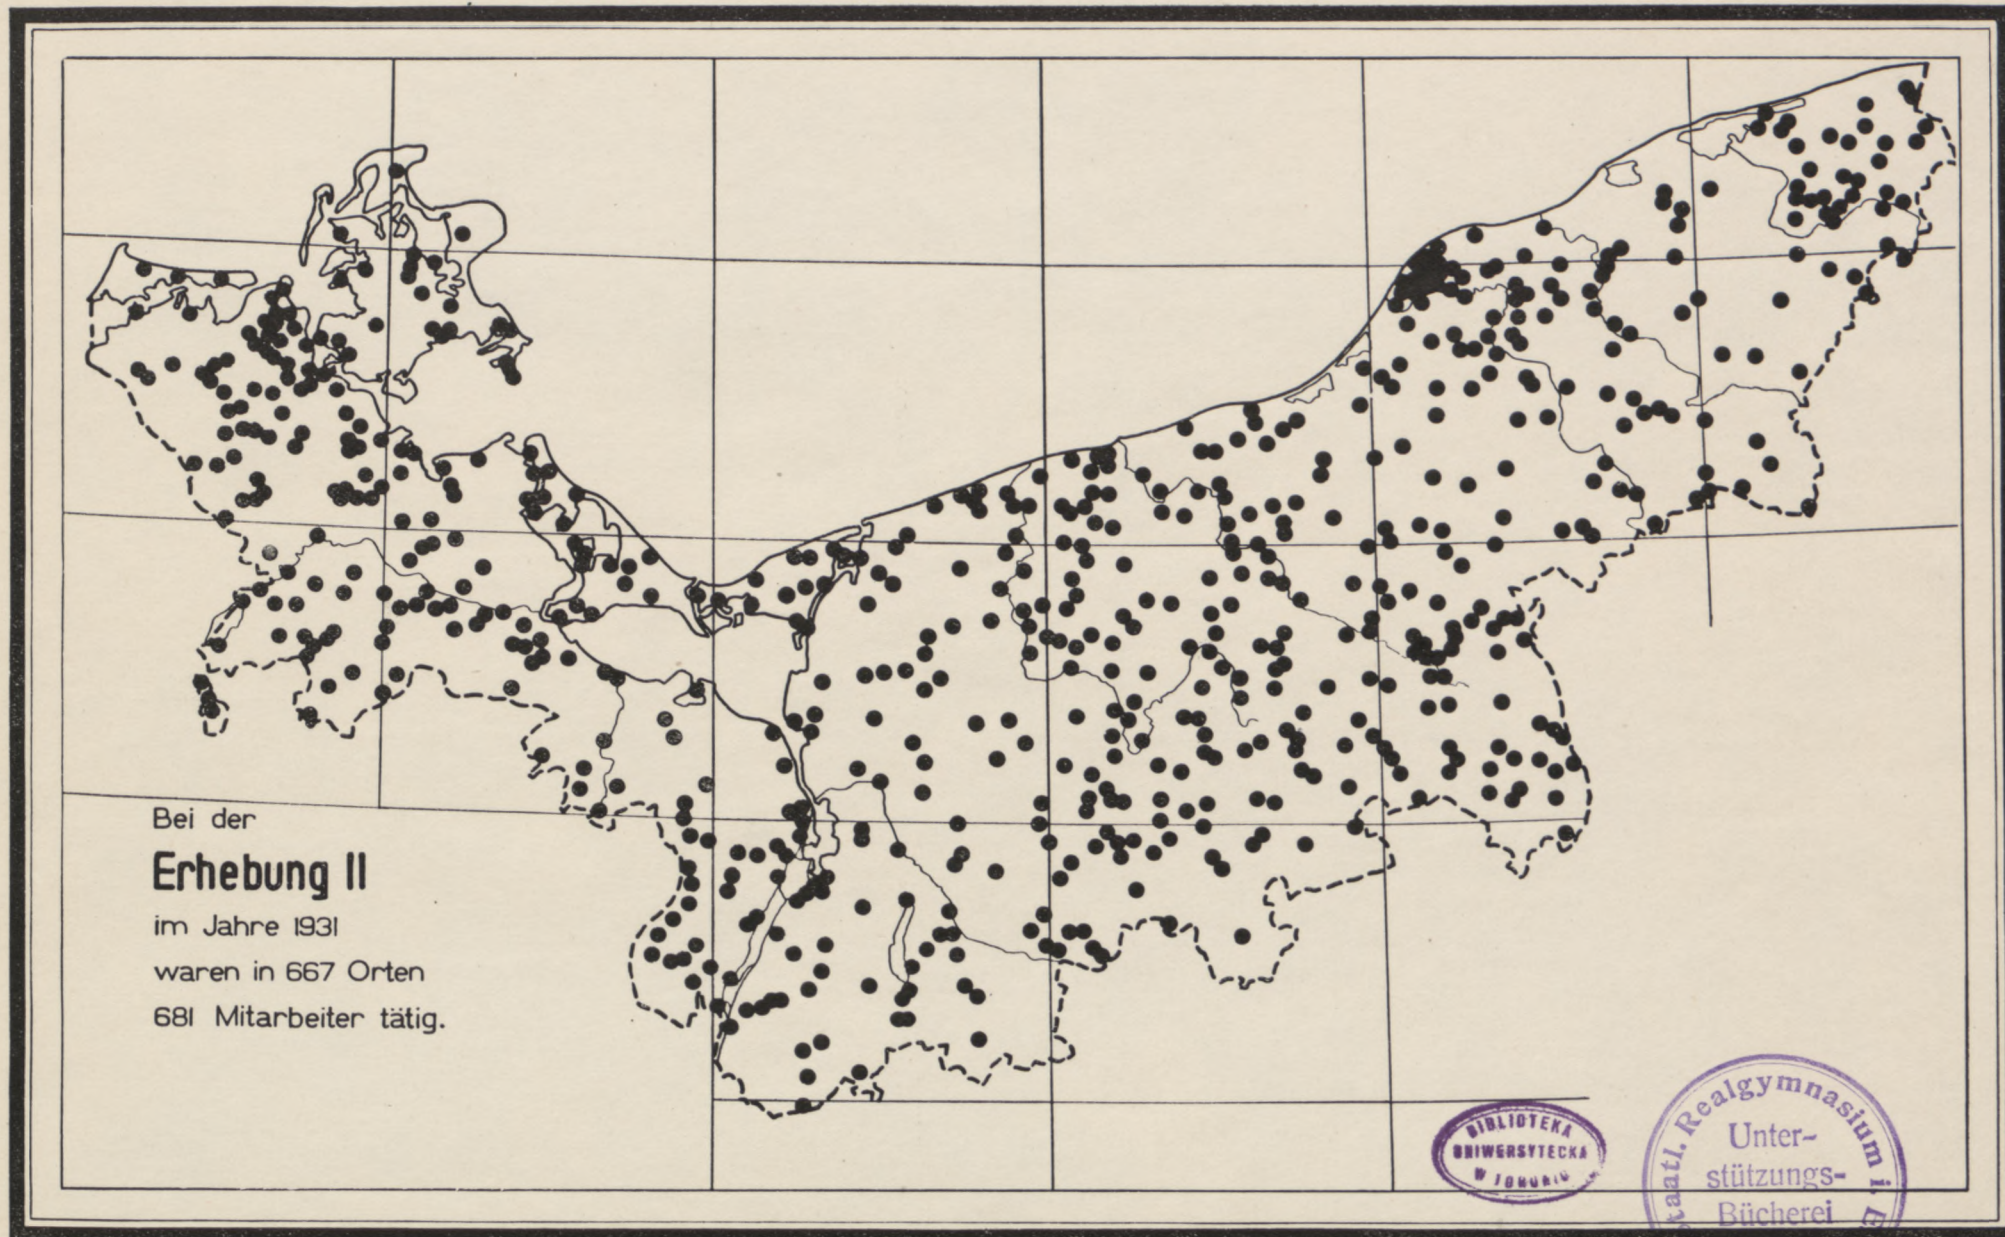 Bei der
Erhebung II
im Jahre 1931
waren in 667 Orten
681 Mitarbeiter tätig.
BIBLIOTEKA
UNIWERSYTECKA
W TORUNIU
Staatl. Realgymnasium i.
Unter-
stützungs-
Bücherei